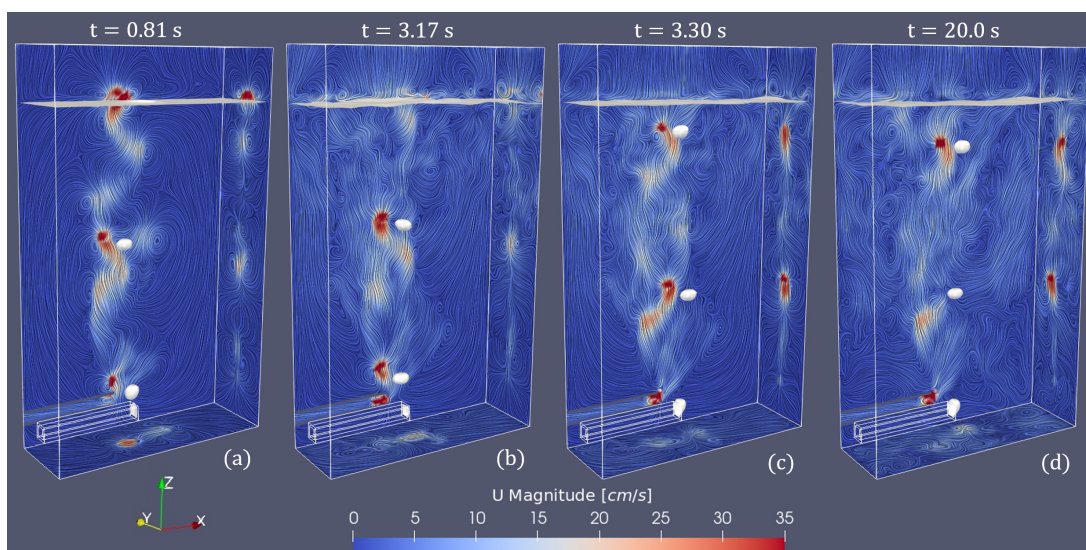 t = 0.81 s
t = 3.17 s
t = 3.30 s
t = 20.0 s
(a)
(b)
(c)
(d)
Z
Y
X
U Magnitude [cm/s]
0 5 10 15 20 25 30 35